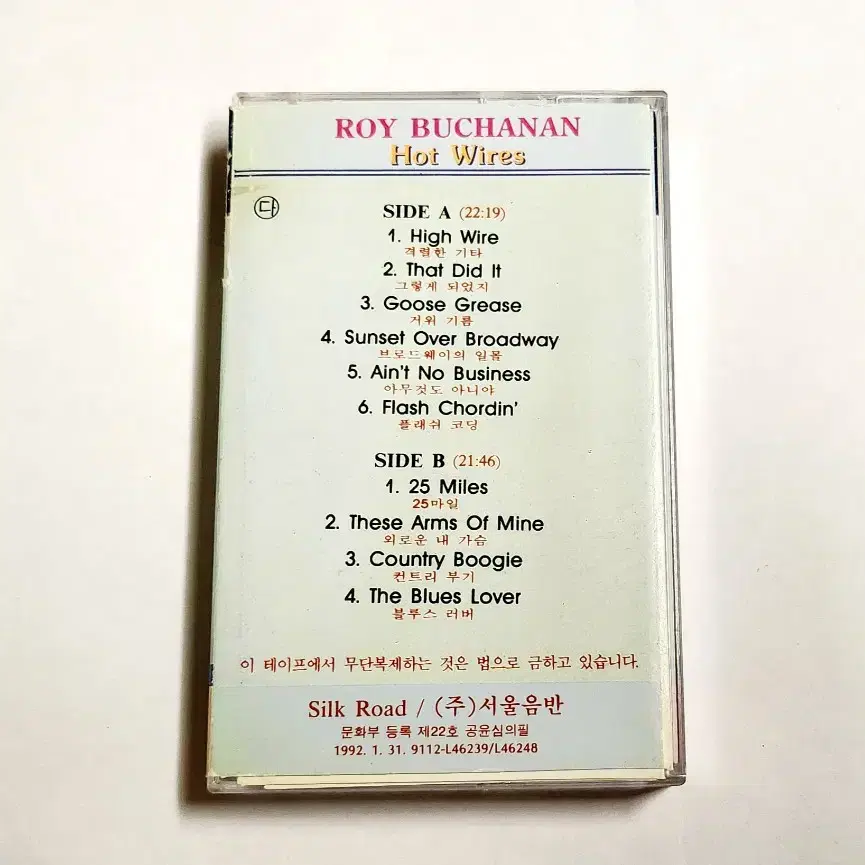 ROY BUCHANAN
Hot Wires
다
SIDE A (22:19)
1. High Wire
격렬한 기타
2. That Did It
그렇게 되었지
3. Goose Grease
거위 기름
4. Sunset Over Broadway
브로드웨이의 일몰
5. Ain't No Business
아무것도 아니야
6. Flash Chordin'
플래쉬 코딩
SIDE B (21:46)
1. 25 Miles
25마일
2. These Arms Of Mine
외로운 내 가슴
3. Country Boogie
컨트리 부기
4. The Blues Lover
블루스 러버
이 테이프에서 무단복제하는 것은 법으로 금하고 있습니다.
Silk Road / (주)서울음반
문화부 등록 제22호 공윤심의필
1992. 1. 31. 9112-L46239/L46248